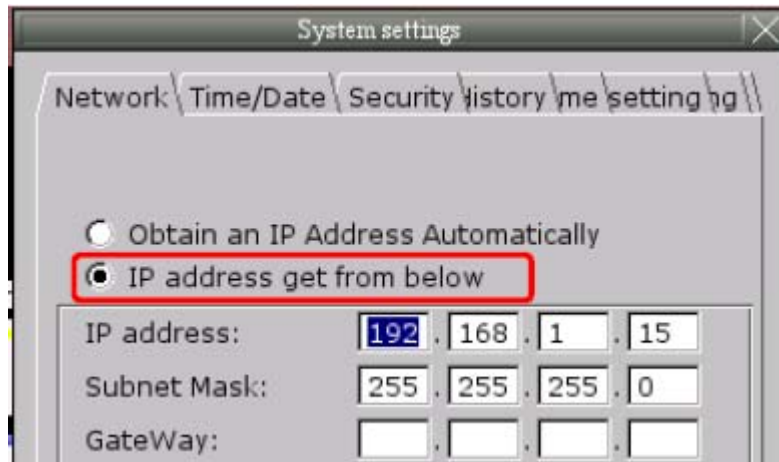 System settings
Network Time/Date Security istory me setting ng
Obtain an IP Address Automatically
IP address get from below
IP address: 192 . 168 . 1 . 15
Subnet Mask: 255 . 255 . 255 . 0
GateWay: . . .